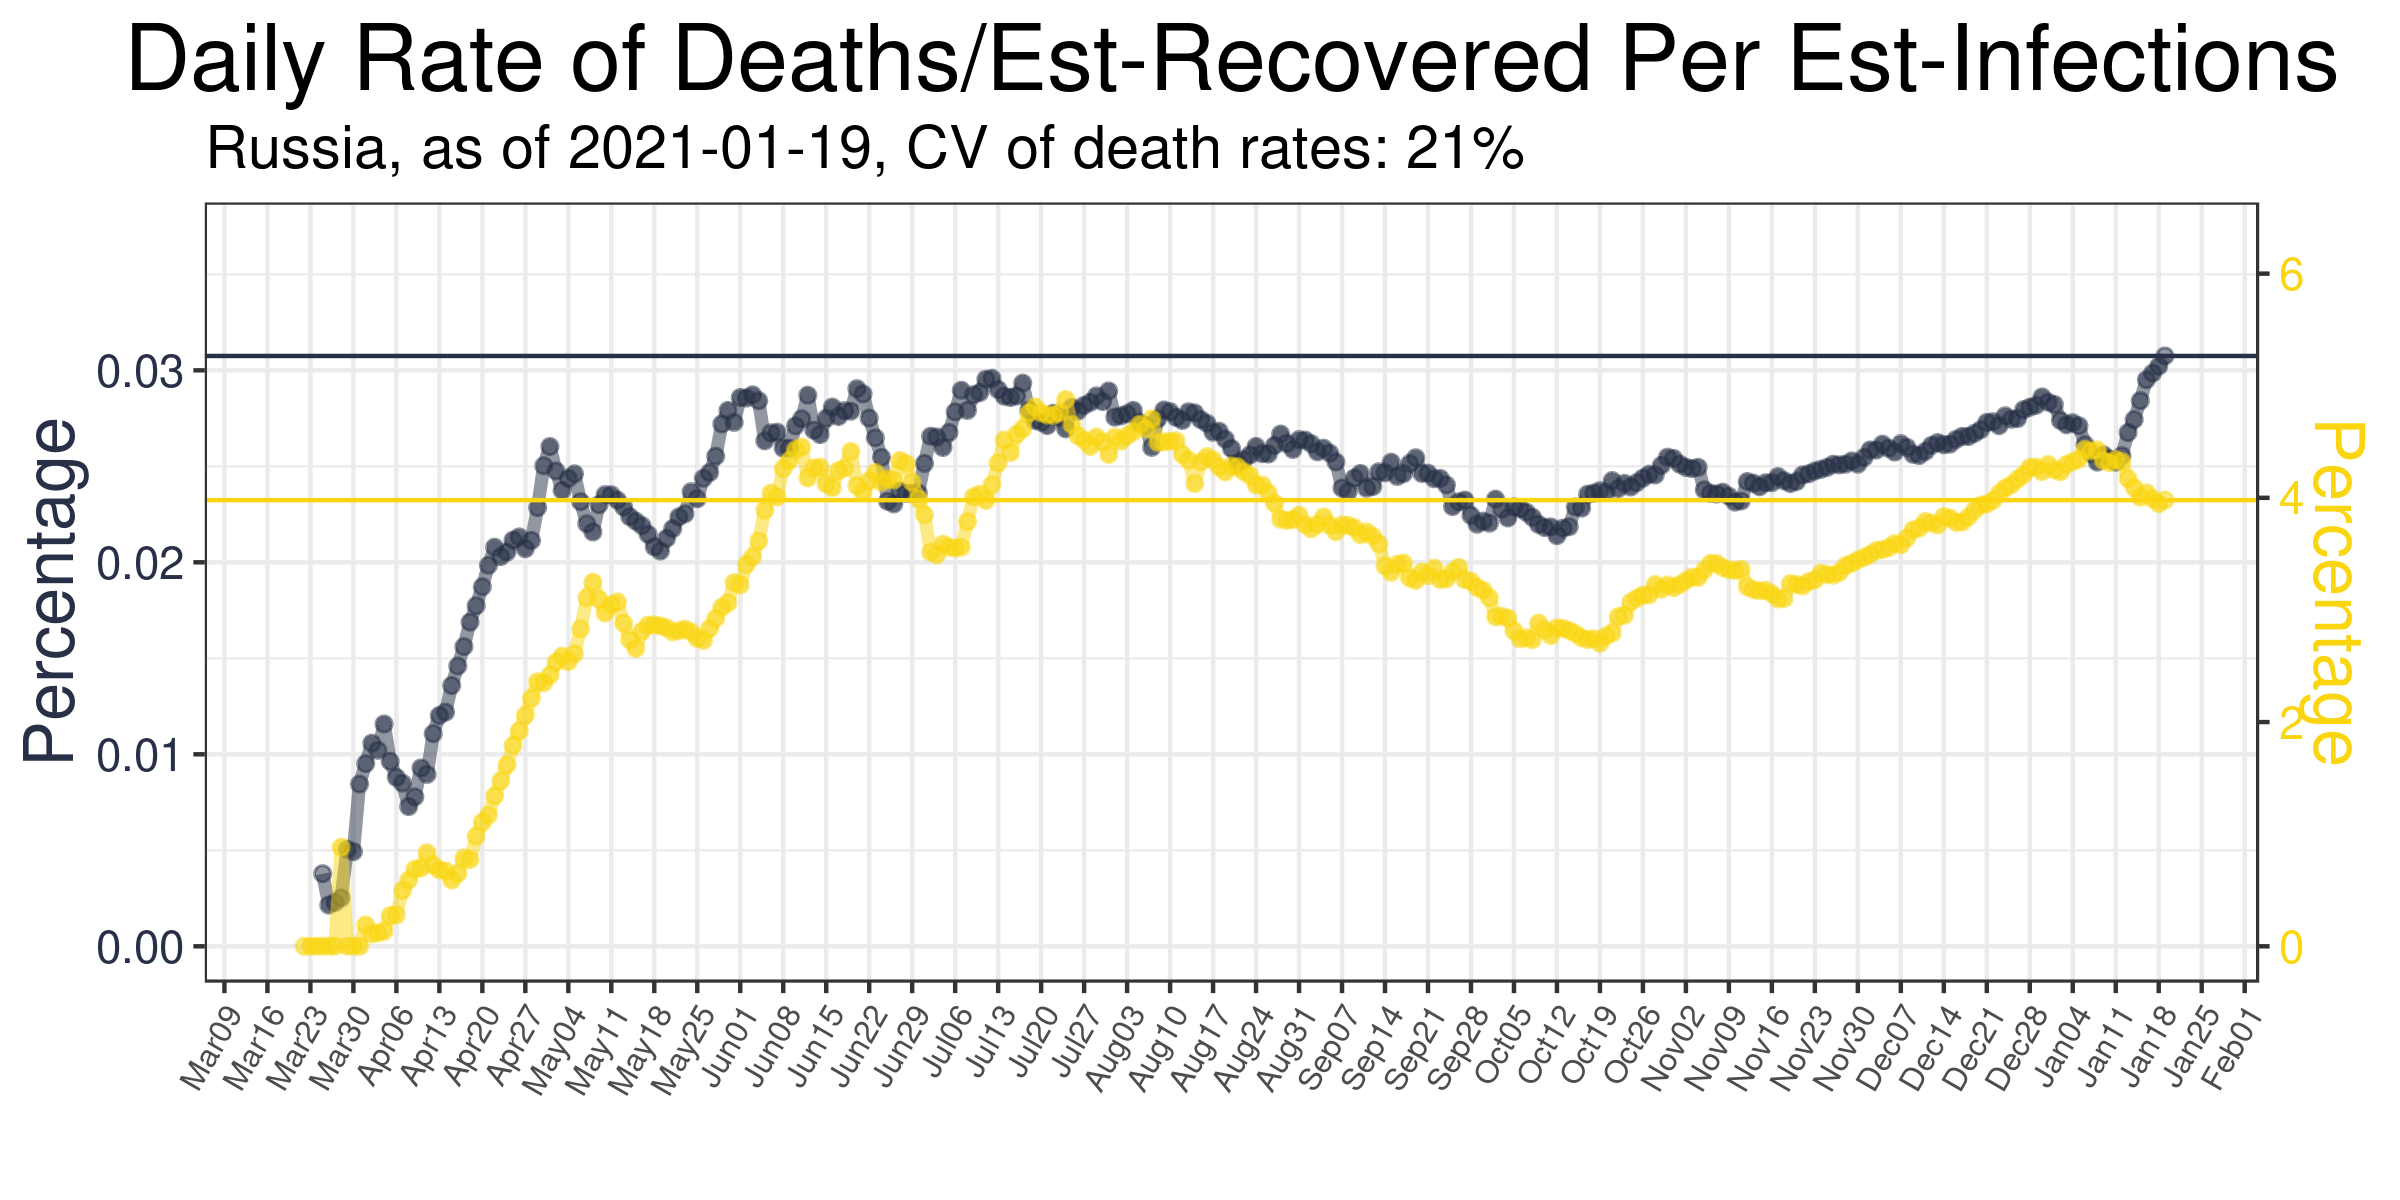 Daily Rate of Deaths/Est-Recovered Per Est-Infections
Russia, as of 2021-01-19, CV of death rates: 21%
Percentage
0.03
0.02
0.01
0.00
6
4
2
0
Percentage
Mar09
Mar16
Mar23
Mar30
Apr06
Apr13
Apr20
Apr27
May04
May11
May18
May25
Jun01
Jun08
Jun15
Jun22
Jun29
Jul06
Jul13
Jul20
Jul27
Aug03
Aug10
Aug17
Aug24
Aug31
Sep07
Sep14
Sep21
Sep28
Oct05
Oct12
Oct19
Oct26
Nov02
Nov09
Nov16
Nov23
Nov30
Dec07
Dec14
Dec21
Dec28
Jan04
Jan11
Jan18
Jan25
Feb01